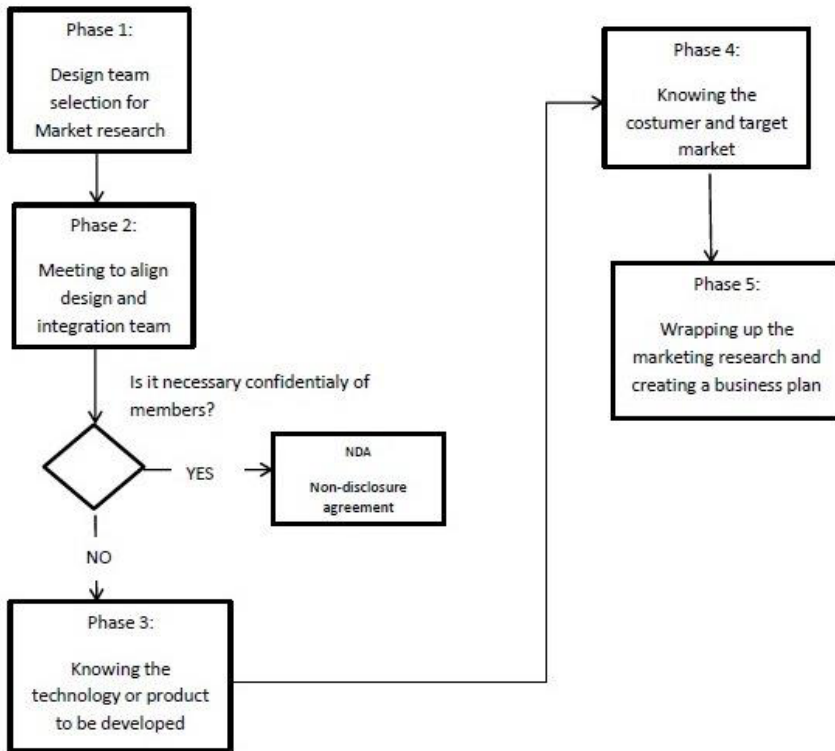 Phase 1:
Design team
selection for
Market research
Phase 2:
Meeting to align
design and
integration team
Is it necessary confidentialy of
members?
YES
NDA
Non-disclosure
agreement
NO
Phase 3:
Knowing the
technology or product
to be developed
Phase 4:
Knowing the
costumer and target
market
Phase 5:
Wrapping up the
marketing research and
creating a business plan